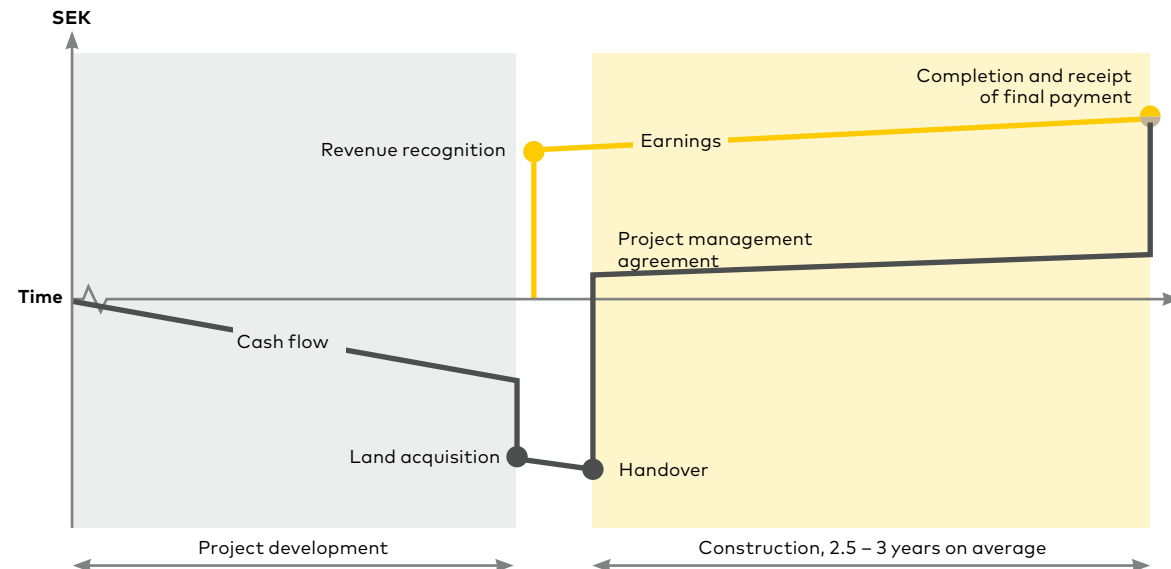 SEK
Completion and receipt
of final payment
Revenue recognition
Earnings
Project management
agreement
Time
Cash flow
Land acquisition
Handover
Project development
Construction, 2.5 – 3 years on average